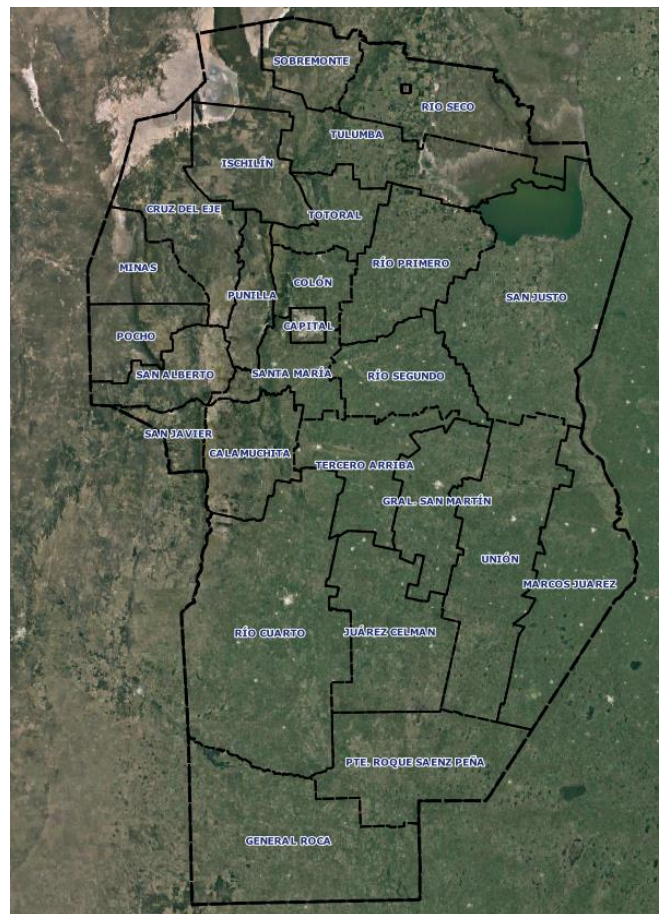 SOBREMONTE
RIO SECO
TULUMBA
ISCHILÍN
CRUZ DEL EJE
TOTORAL
RÍO PRIMERO
MINAS
COLÓN
PUNILLA
SAN JUSTO
CAPITAL
POCHO
SAN ALBERTO
SANTA MARÍA
RÍO SEGUNDO
SAN JAVIER
CALAMUCHITA
TERCERO ARRIBA
GRAL. SAN MARTÍN
UNIÓN
MARCOS JUAREZ
RÍO CUARTO
JUÁREZ CELMAN
PTE. ROQUE SAENZ PEÑA
GENERAL ROCA